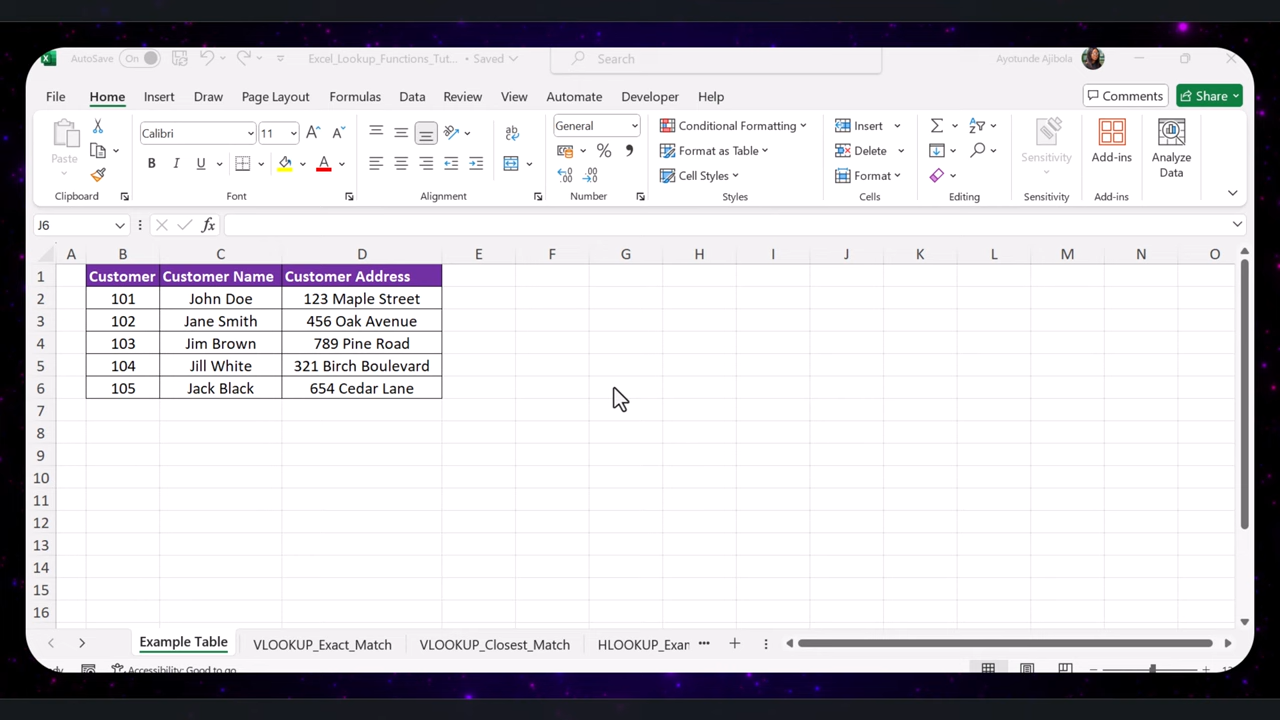 AutoSave On Excel_Lookup_Functions_Tut... • Saved Search Ayotunde Ajibola
File Home Insert Draw Page Layout Formulas Data Review View Automate Developer Help Comments Share
Paste
Calibri 11
B I U
General
Conditional Formatting
Format as Table
Cell Styles
Insert
Delete
Format
Sensitivity
Add-ins
Analyze Data
Clipboard Font Alignment Number Styles Cells Editing Sensitivity Add-ins
J6 fx
A B C D E F G H I J K L M N O
1 Customer Customer Name Customer Address
2 101 John Doe 123 Maple Street
3 102 Jane Smith 456 Oak Avenue
4 103 Jim Brown 789 Pine Road
5 104 Jill White 321 Birch Boulevard
6 105 Jack Black 654 Cedar Lane
7
8
9
10
11
12
13
14
15
16
Example Table VLOOKUP_Exact_Match VLOOKUP_Closest_Match HLOOKUP_Exar ...
Accessibility: Good to go